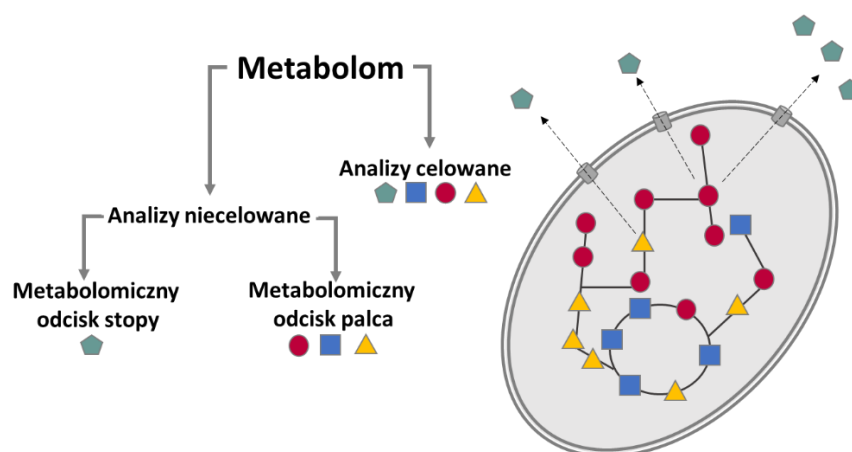 Metabolom
Analizy celowane
Analizy niecelowane
Metabolomiczny
odcisk stopy
Metabolomiczny
odcisk palca